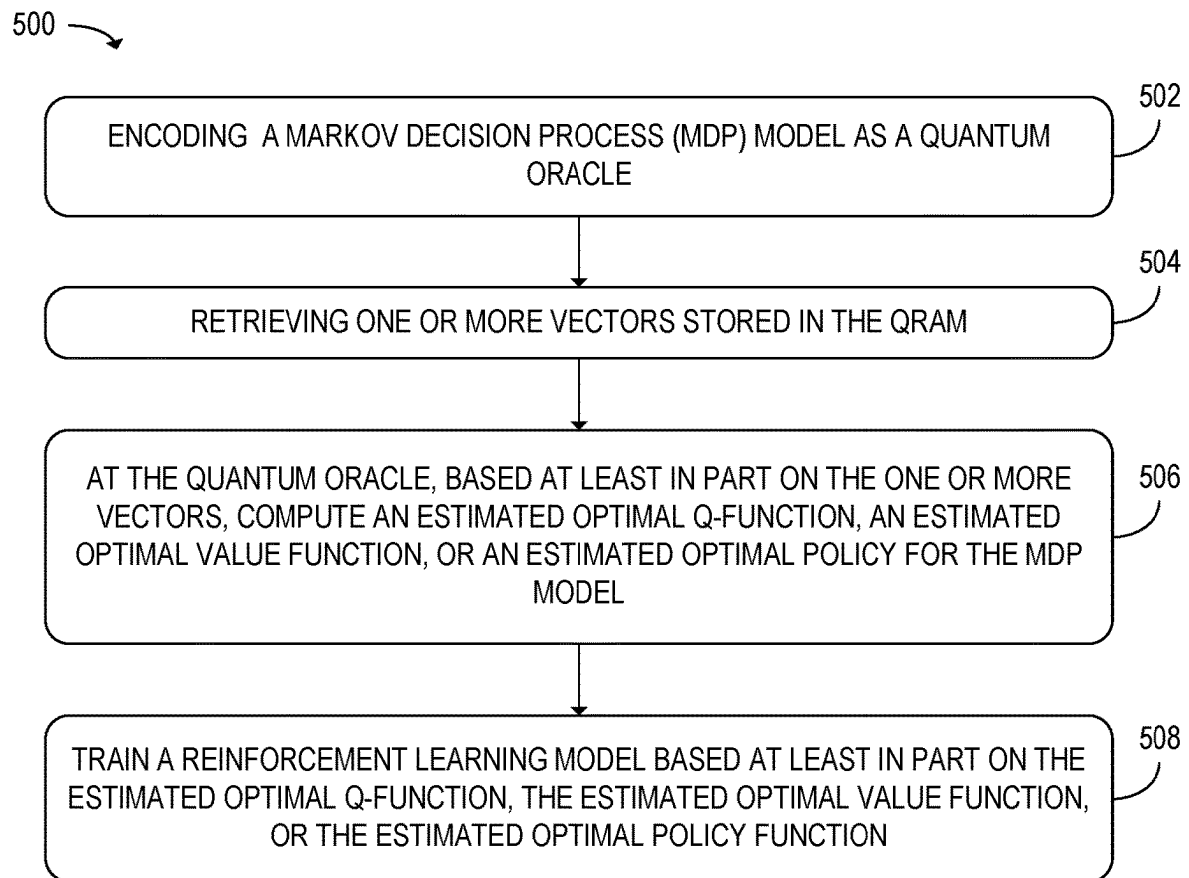 500
502
ENCODING A MARKOV DECISION PROCESS (MDP) MODEL AS A QUANTUM
ORACLE
504
RETRIEVING ONE OR MORE VECTORS STORED IN THE QRAM
506
AT THE QUANTUM ORACLE, BASED AT LEAST IN PART ON THE ONE OR MORE
VECTORS, COMPUTE AN ESTIMATED OPTIMAL Q-FUNCTION, AN ESTIMATED
OPTIMAL VALUE FUNCTION, OR AN ESTIMATED OPTIMAL POLICY FOR THE MDP
MODEL
508
TRAIN A REINFORCEMENT LEARNING MODEL BASED AT LEAST IN PART ON THE
ESTIMATED OPTIMAL Q-FUNCTION, THE ESTIMATED OPTIMAL VALUE FUNCTION,
OR THE ESTIMATED OPTIMAL POLICY FUNCTION